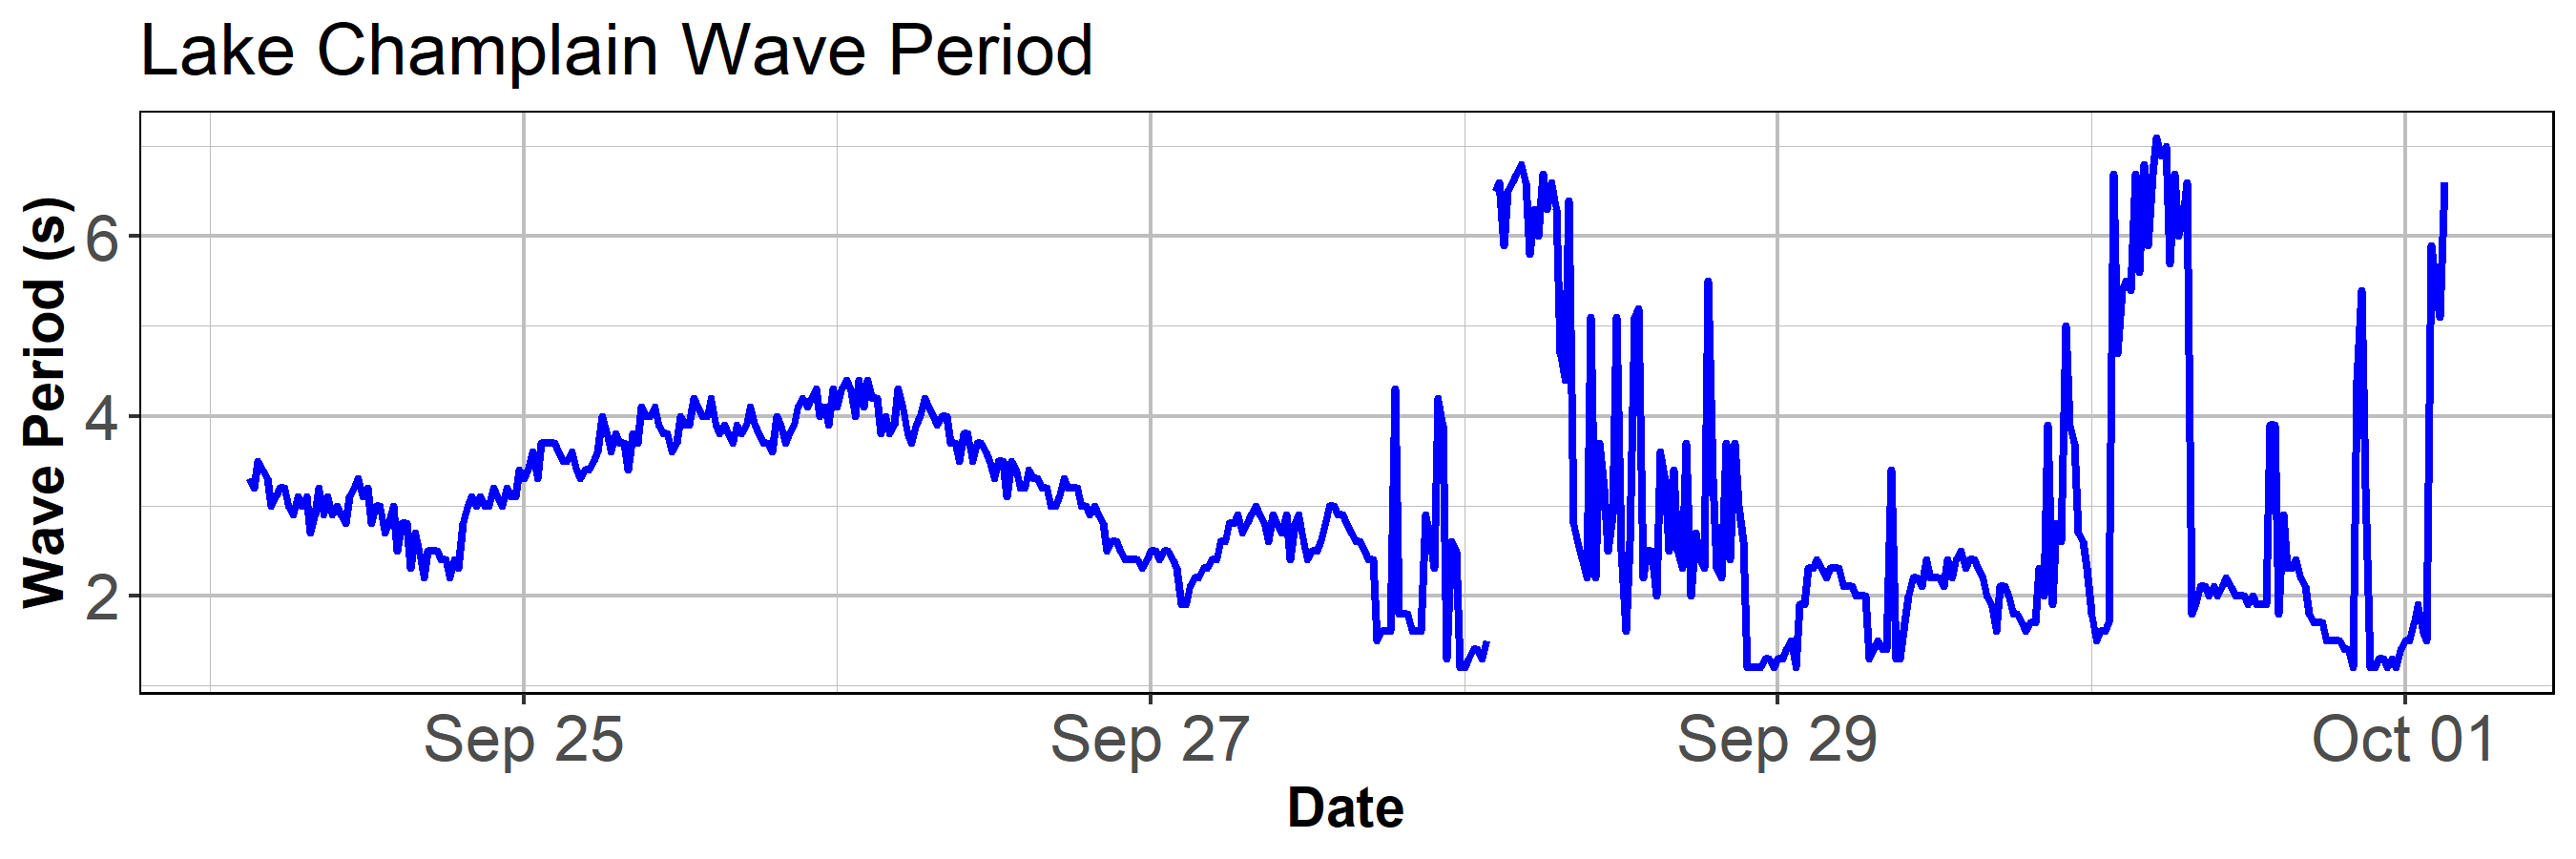 Lake Champlain Wave Period
Wave Period (s)
6
4
2
Sep 25
Sep 27
Sep 29
Oct 01
Date